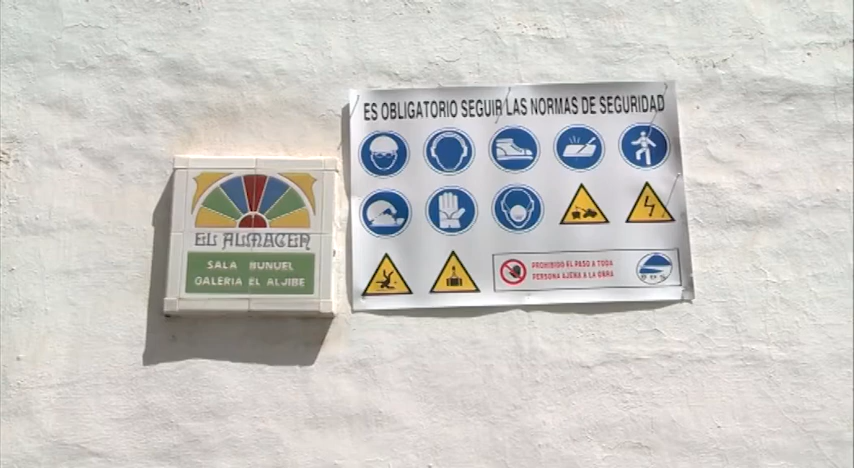 ES OBLIGATORIO SEGUIR LAS NORMAS DE SEGURIDAD
EL ALMACEN
SALA BUNUEL
GALERIA EL ALJIBE
PROHIBIDO EL PASO A TODA
PERSONA AJENA A LA OBRA